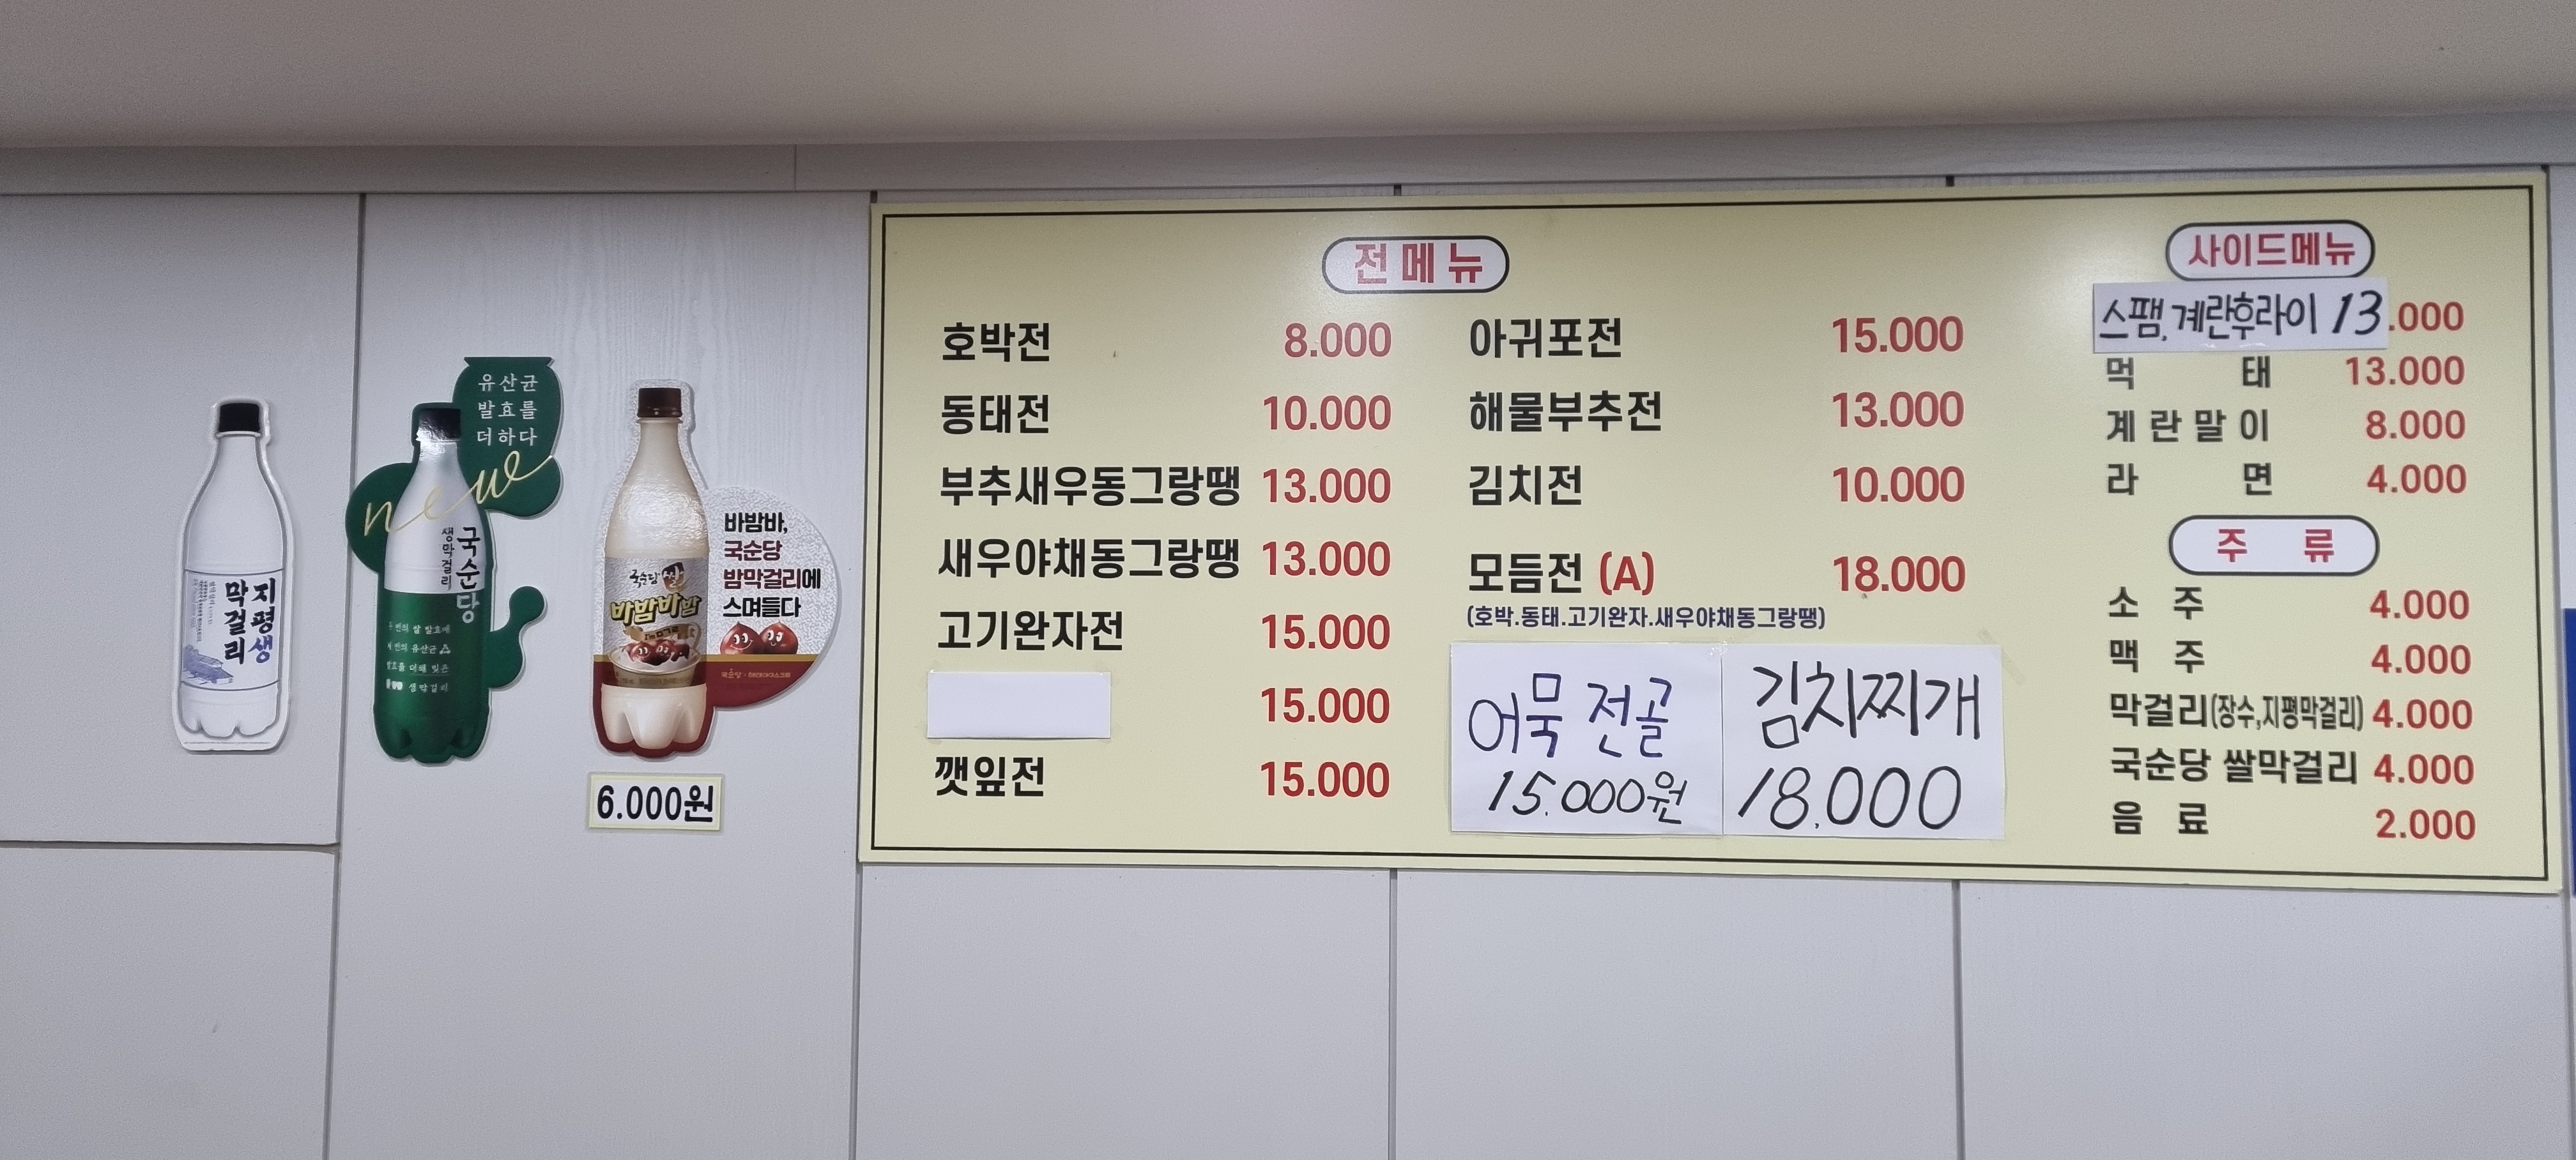 지평생
막걸리
유산균
발효를
더하다
new
국순당
생막걸리
바밤바,
국순당
밤막걸리에
스며들다
국순당 쌀
바밤바밤
6.000원
전메뉴
호박전 8.000
동태전 10.000
부추새우동그랑땡 13.000
새우야채동그랑땡 13.000
고기완자전 15.000
15.000
깻잎전 15.000
아귀포전 15.000
해물부추전 13.000
김치전 10.000
모듬전 (A) 18.000
(호박.동태.고기완자.새우야채동그랑땡)
어묵 전골
15.000원
김치찌개
18.000
사이드메뉴
스팸,계란후라이 13.000
먹태 13.000
계란말이 8.000
라면 4.000
주류
소주 4.000
맥주 4.000
막걸리(장수,지평막걸리) 4.000
국순당 쌀막걸리 4.000
음료 2.000